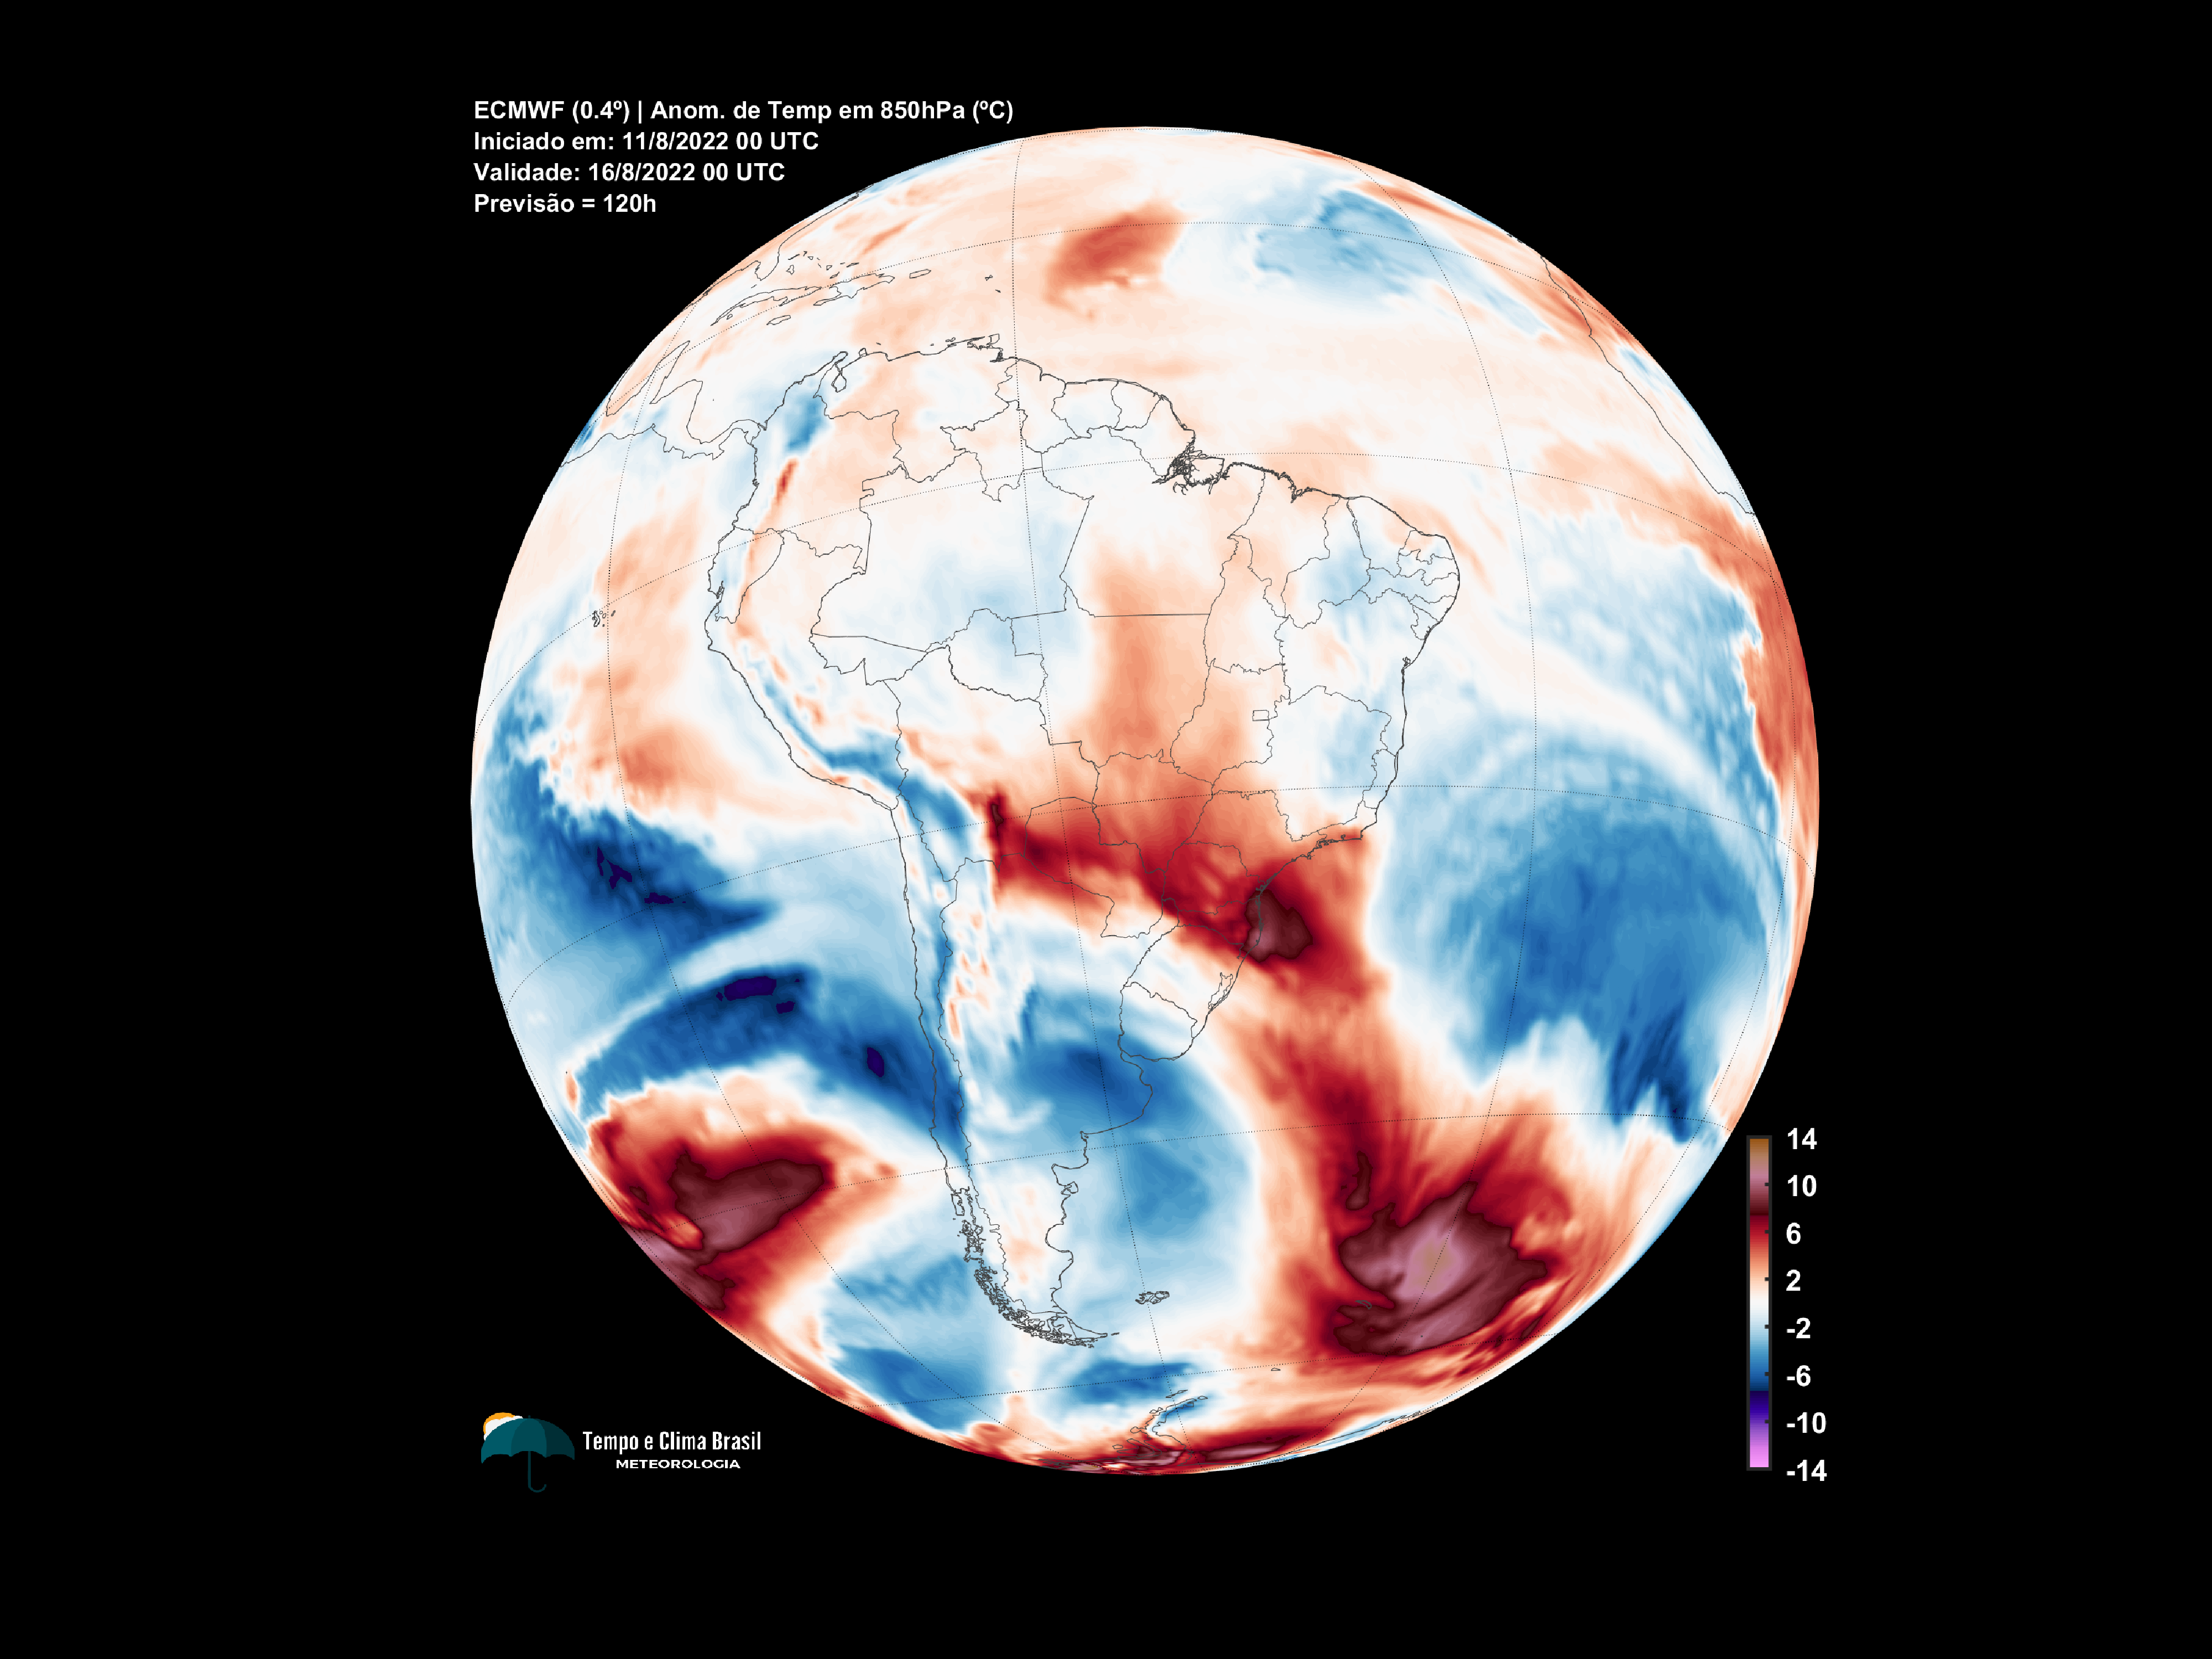 ECMWF (0.4º) | Anom. de Temp em 850hPa (ºC)
Iniciado em: 11/8/2022 00 UTC
Validade: 16/8/2022 00 UTC
Previsão = 120h
14
10
6
2
-2
-6
-10
-14
Tempo e Clima Brasil
METEOROLOGIA